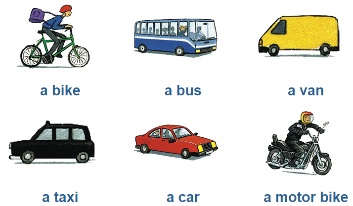 a bike
a bus
a van
a taxi
a car
a motor bike